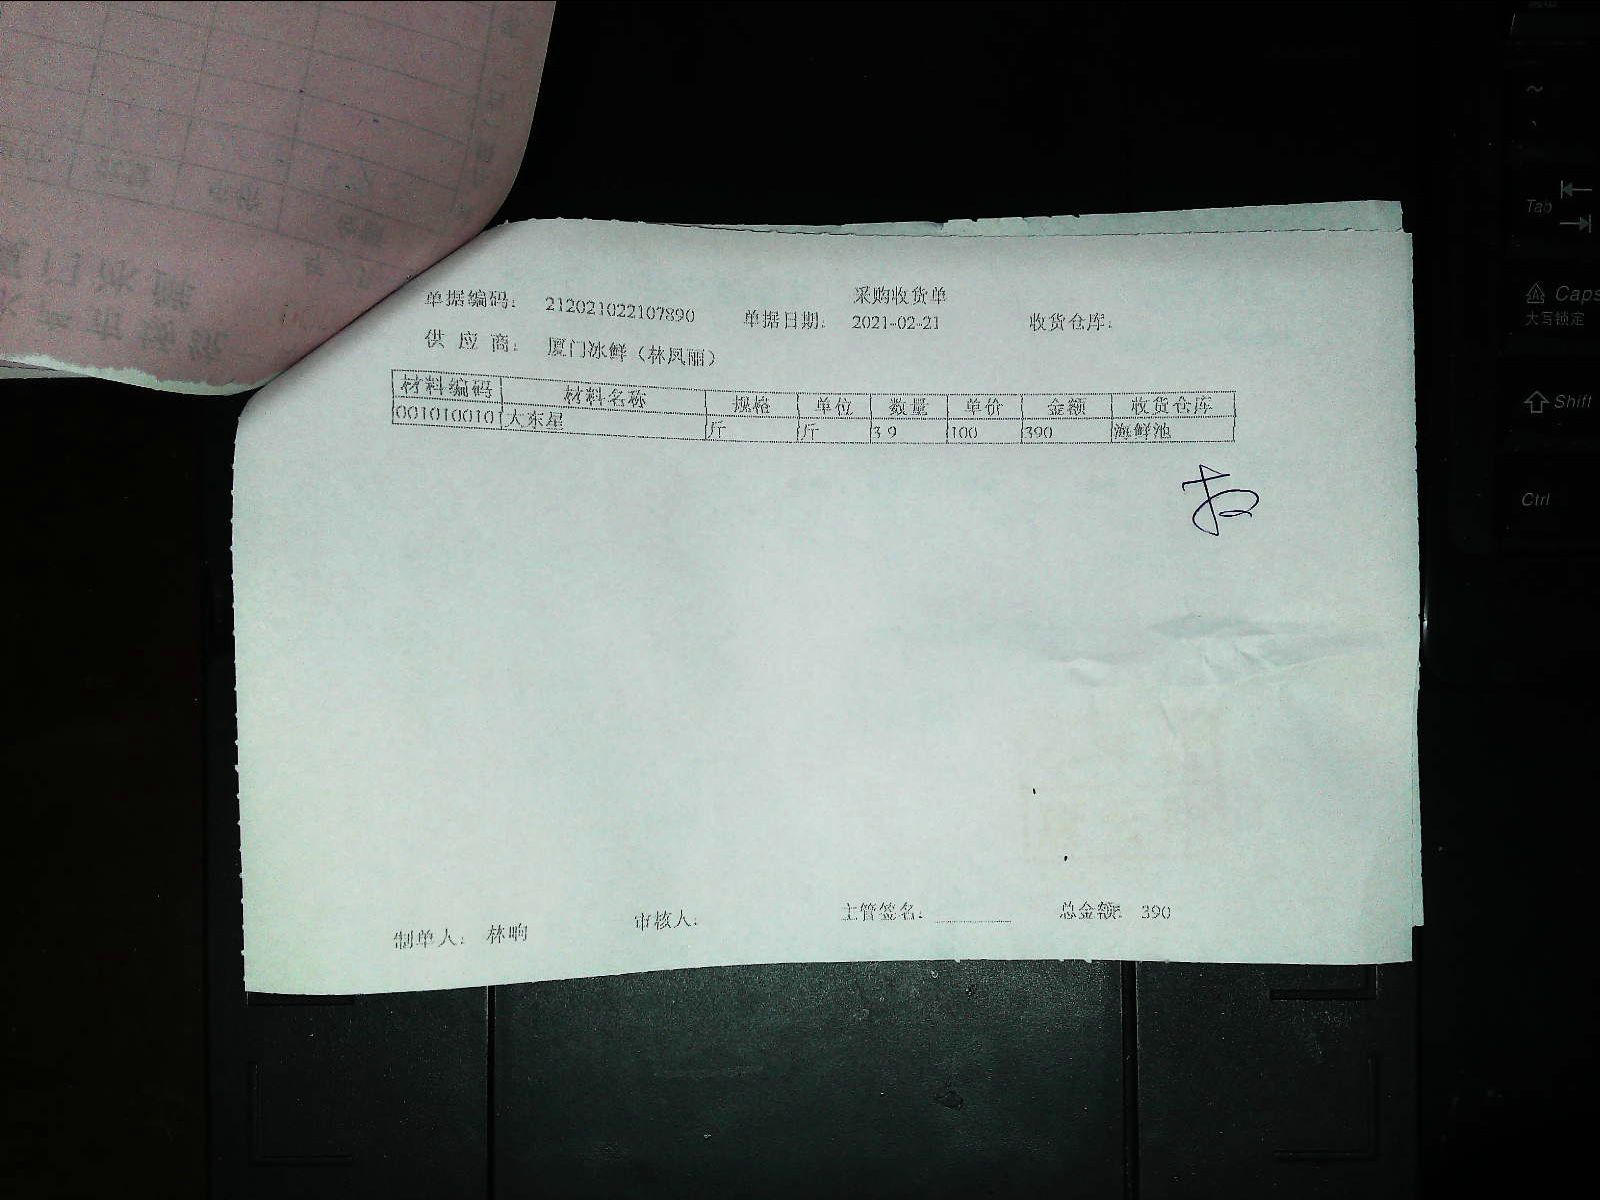 采购收货单
单据编码： 212021022107890 单据日期： 2021-02-21 收货仓库：
供 应 商： 厦门冰鲜（林凤丽）
材料编码 材料名称 规格 单位 数量 单价 金额 收货仓库
001010010 大东星 斤 斤 3.9 100 390 海鲜池
制单人： 林响 审核人： 主管签名： 总金额： 390
~
Tab
Caps
大写锁定
Shift
Ctrl